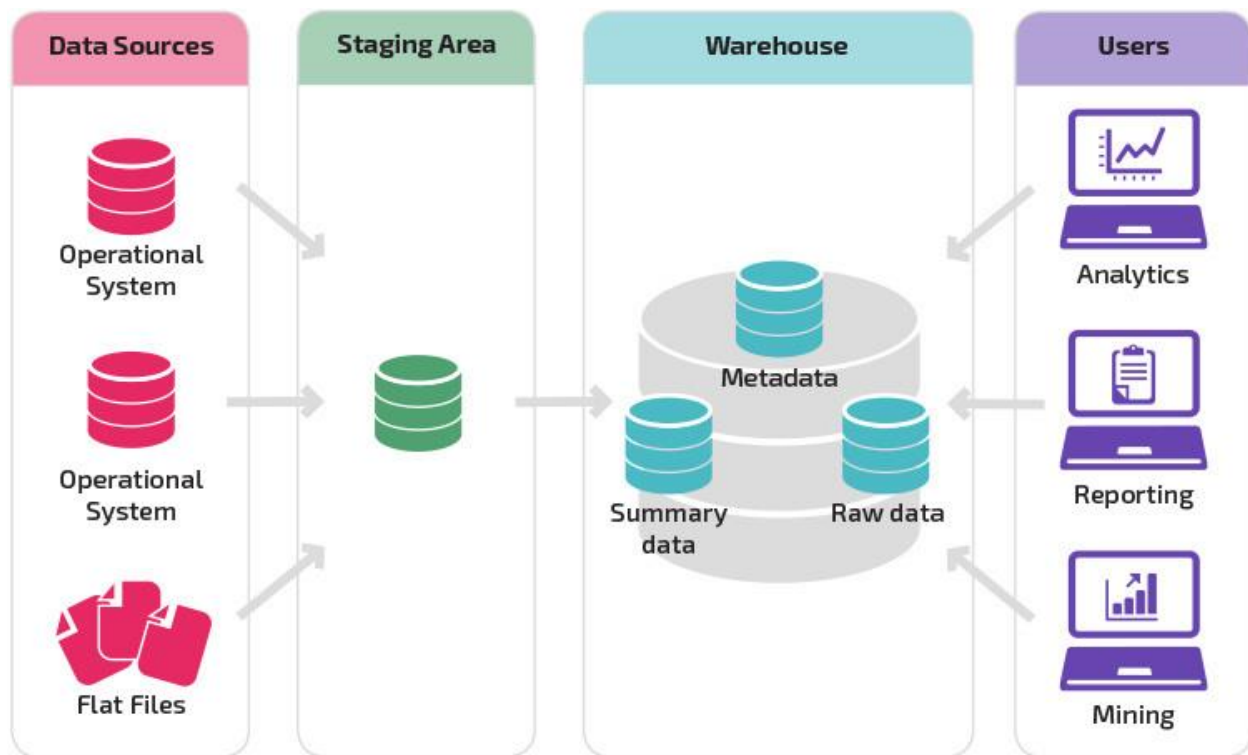 Data Sources
Staging Area
Warehouse
Users
Operational
System
Operational
System
Flat Files
Metadata
Summary
data
Raw data
Analytics
Reporting
Mining